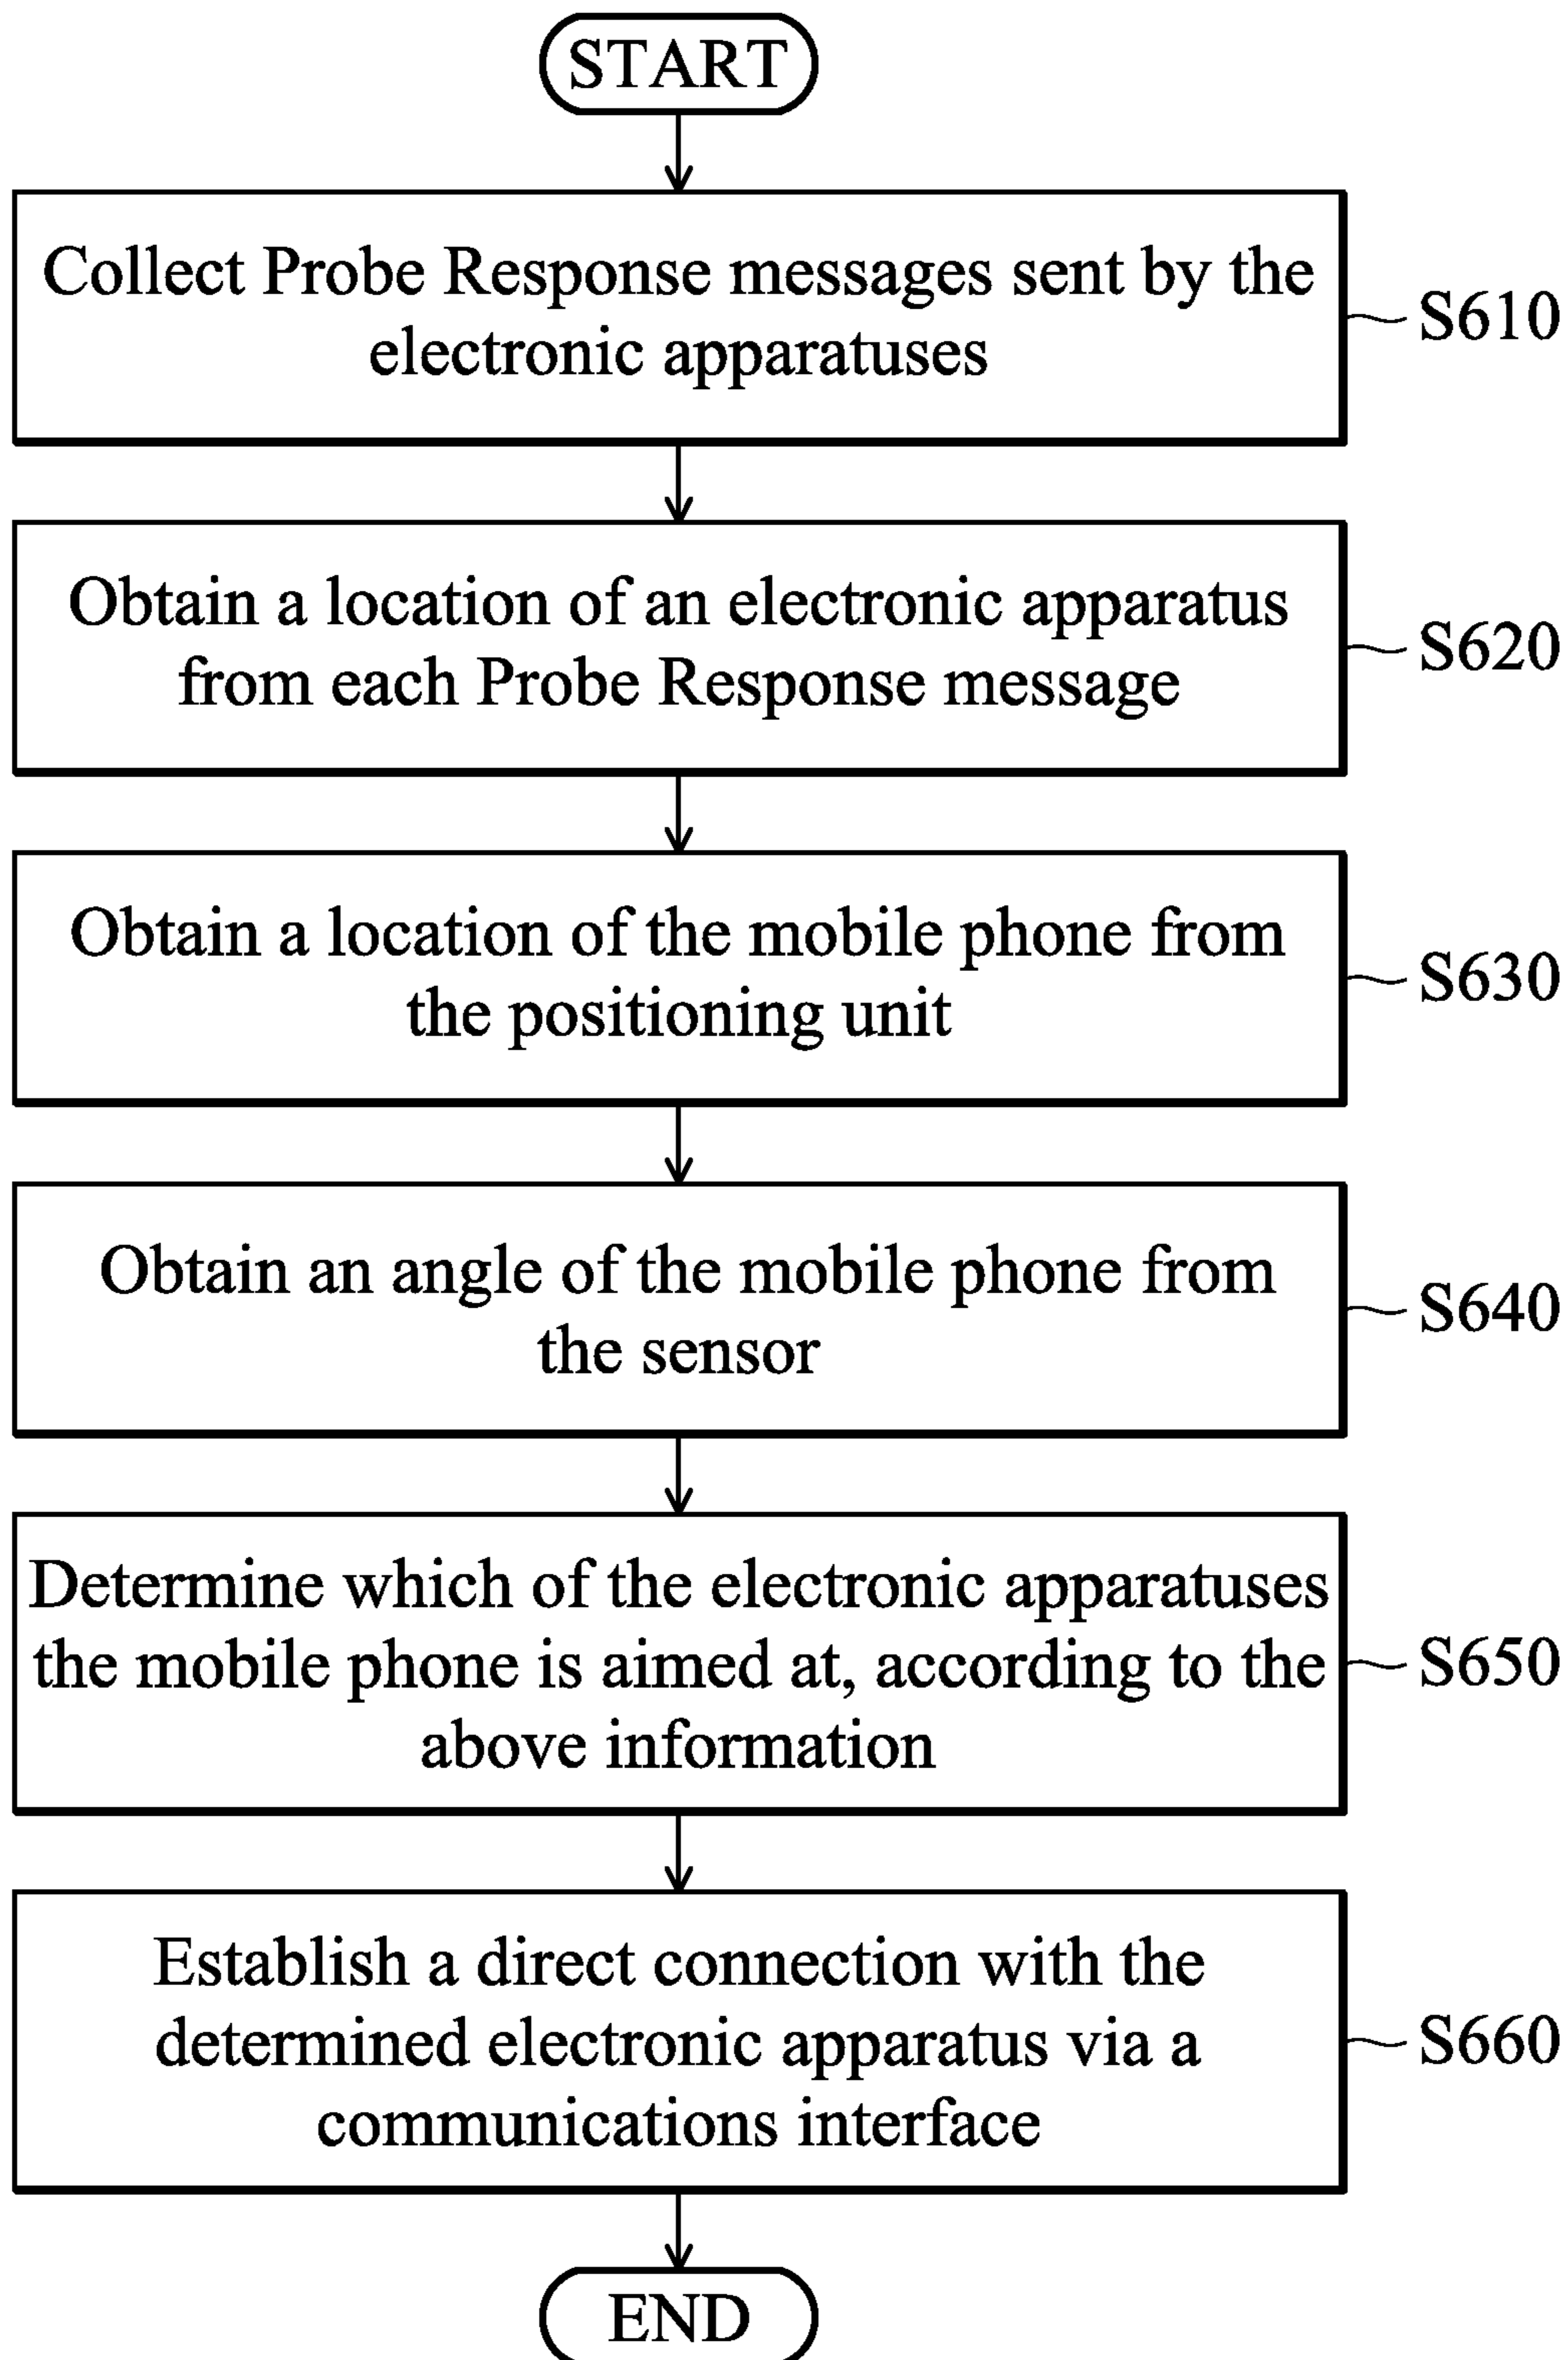 START
Collect Probe Response messages sent by the
electronic apparatuses
S610
Obtain a location of an electronic apparatus
from each Probe Response message
S620
Obtain a location of the mobile phone from
the positioning unit
S630
Obtain an angle of the mobile phone from
the sensor
S640
Determine which of the electronic apparatuses
the mobile phone is aimed at, according to the
above information
S650
Establish a direct connection with the
determined electronic apparatus via a
communications interface
S660
END